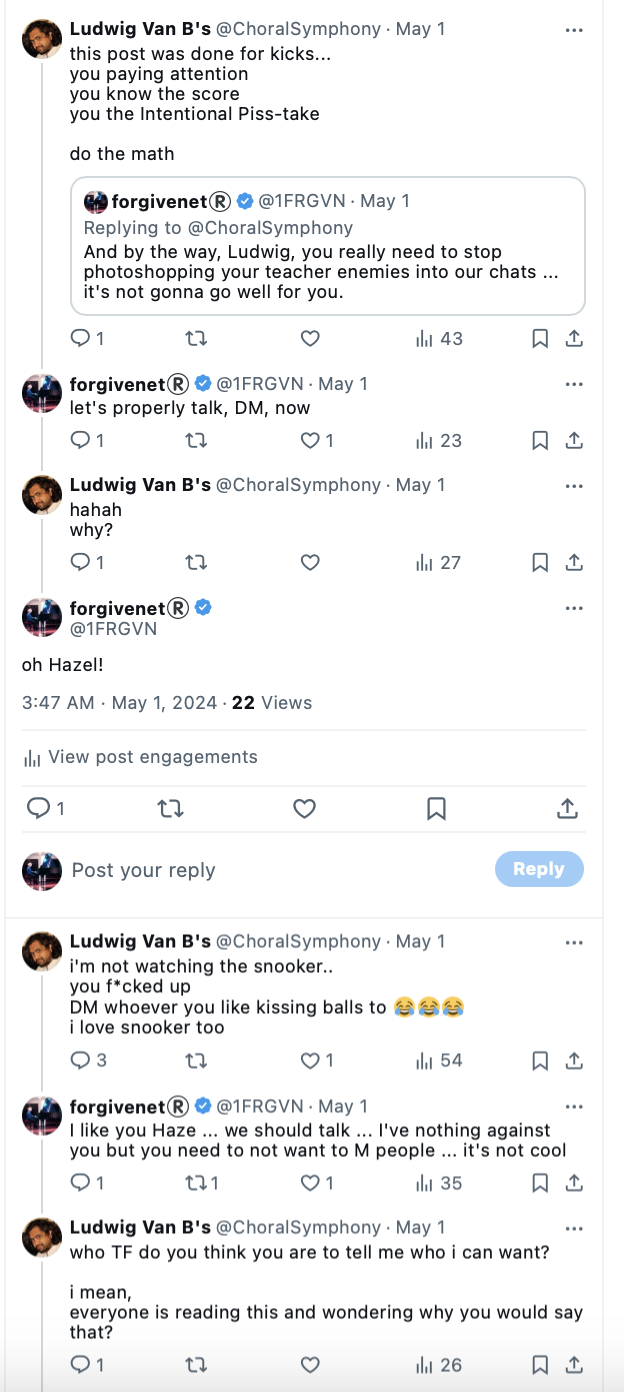 Ludwig Van B's @ChoralSymphony · May 1
this post was done for kicks...
you paying attention
you know the score
you the Intentional Piss-take
do the math
forgivenet® @1FRGVN · May 1
Replying to @ChoralSymphony
And by the way, Ludwig, you really need to stop
photoshopping your teacher enemies into our chats ...
it's not gonna go well for you.
1 43
forgivenet® @1FRGVN · May 1
let's properly talk, DM, now
1 1 23
Ludwig Van B's @ChoralSymphony · May 1
hahah
why?
1 27
forgivenet®
@1FRGVN
oh Hazel!
3:47 AM · May 1, 2024 · 22 Views
View post engagements
1
Post your reply
Reply
Ludwig Van B's @ChoralSymphony · May 1
i'm not watching the snooker..
you f*cked up
DM whoever you like kissing balls to 😂😂😂
i love snooker too
3 1 54
forgivenet® @1FRGVN · May 1
I like you Haze ... we should talk ... I've nothing against
you but you need to not want to M people ... it's not cool
1 1 1 35
Ludwig Van B's @ChoralSymphony · May 1
who TF do you think you are to tell me who i can want?
i mean,
everyone is reading this and wondering why you would say
that?
1 26